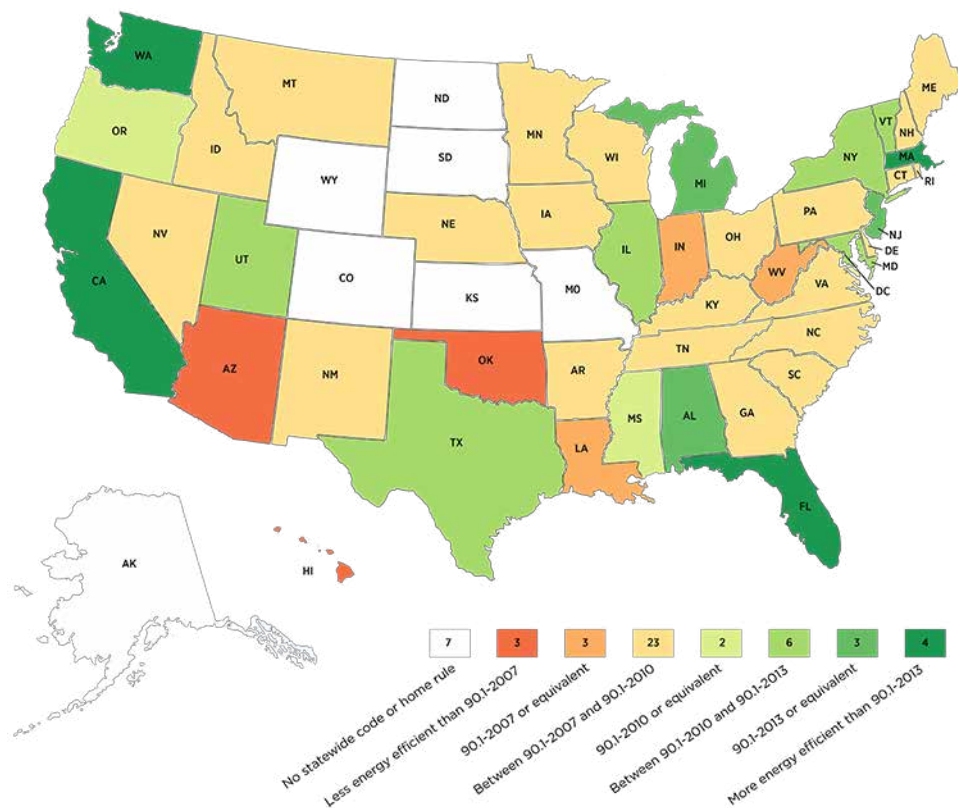 WA
MT
ND
MN
ME
VT
NH
OR
ID
SD
WI
NY
MA
WY
MI
CT
RI
NE
IA
PA
NV
OH
NJ
IL
IN
DE
UT
MD
CO
WV
DC
CA
KS
MO
VA
KY
NC
TN
AZ
OK
NM
AR
SC
MS
AL
GA
TX
LA
FL
AK
HI
7
3
3
23
2
6
3
4
No statewide code or home rule
Less energy efficient than 90.1-2007
90.1-2007 or equivalent
Between 90.1-2007 and 90.1-2010
90.1-2010 or equivalent
Between 90.1-2010 and 90.1-2013
90.1-2013 or equivalent
More energy efficient than 90.1-2013